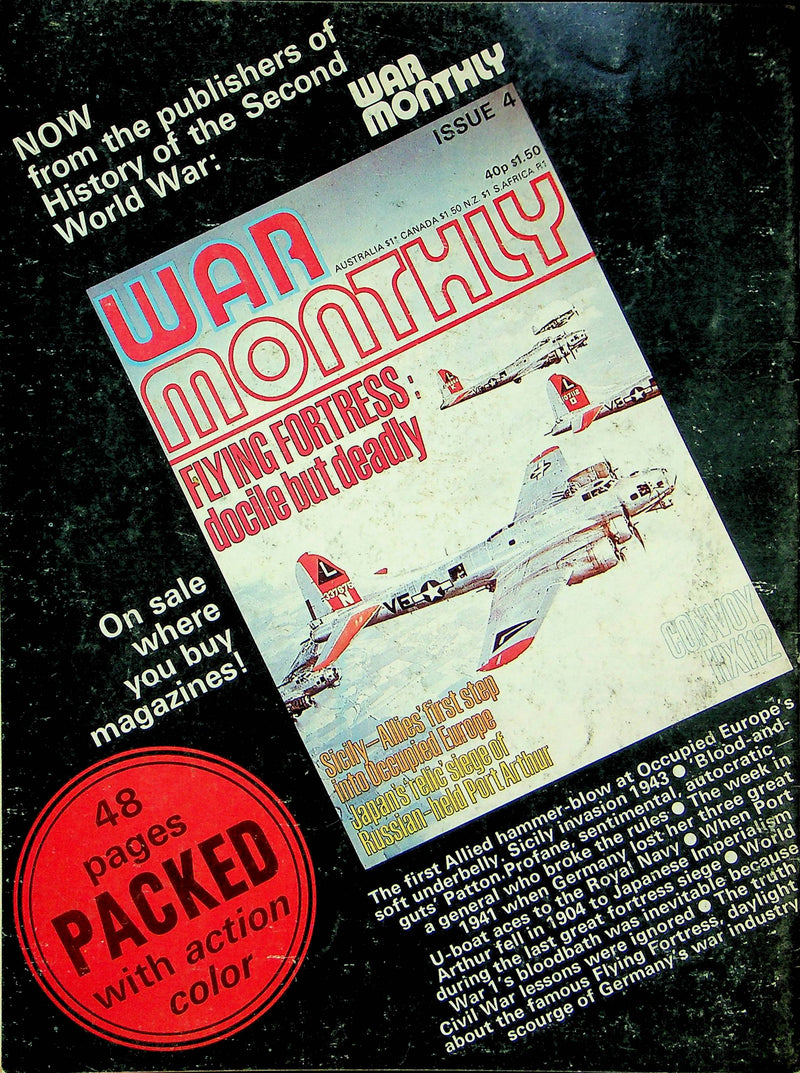 NOW
from the publishers of
History of the Second
World War:
WAR
MONTHLY
ISSUE 4
40p $1.50
AUSTRALIA $1* CANADA $1.50 N.Z. $1 S.AFRICA R1
WAR
MONTHLY
FLYING FORTRESS:
docile but deadly
L
L
L
N
VE
CONVOY
HX112
Sicily—Allies' first step
into Occupied Europe
Japan's 'relic' siege of
Russian-held Port Arthur
On sale
where
you buy
magazines!
48
pages
PACKED
with action
color
The first Allied hammer-blow at Occupied Europe's
soft underbelly. Sicily invasion 1943 ● 'Blood-and-
guts' Patton. Profane, sentimental, autocratic —
a general who broke the rules ● The week in
1941 when Germany lost her three great
U-boat aces to the Royal Navy ● When Port
Arthur fell in 1904 to Japanese Imperialism
during the last great fortress siege ● World
War 1's bloodbath was inevitable because
Civil War lessons were ignored ● The truth
about the famous Flying Fortress, daylight
scourge of Germany's war industry